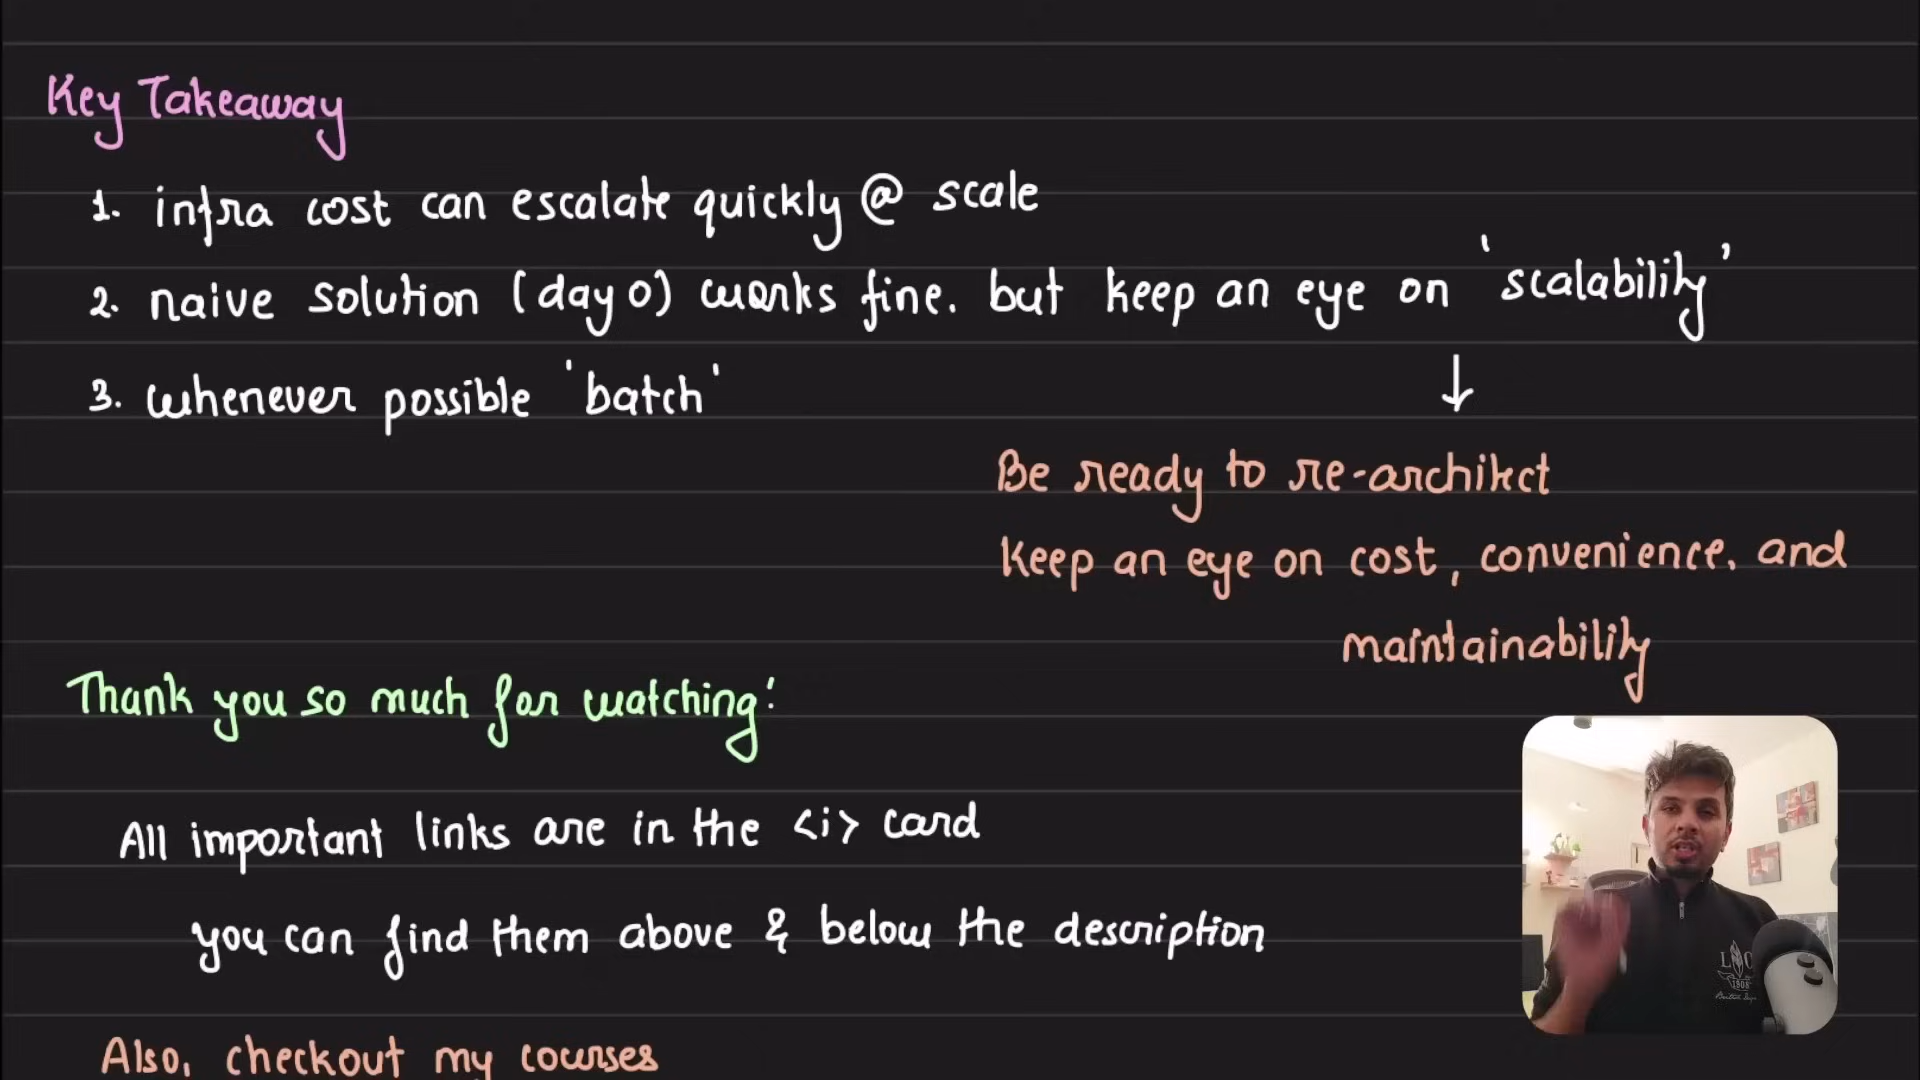 Key Takeaway
1. infra cost can escalate quickly @ scale
2. naive solution (day 0) works fine. but keep an eye on 'scalability'
3. whenever possible 'batch'
↓
Be ready to re-architect
Keep an eye on cost, convenience, and
maintainability
Thank you so much for watching!
All important links are in the <i> card
you can find them above & below the description
Also, checkout my courses
1908